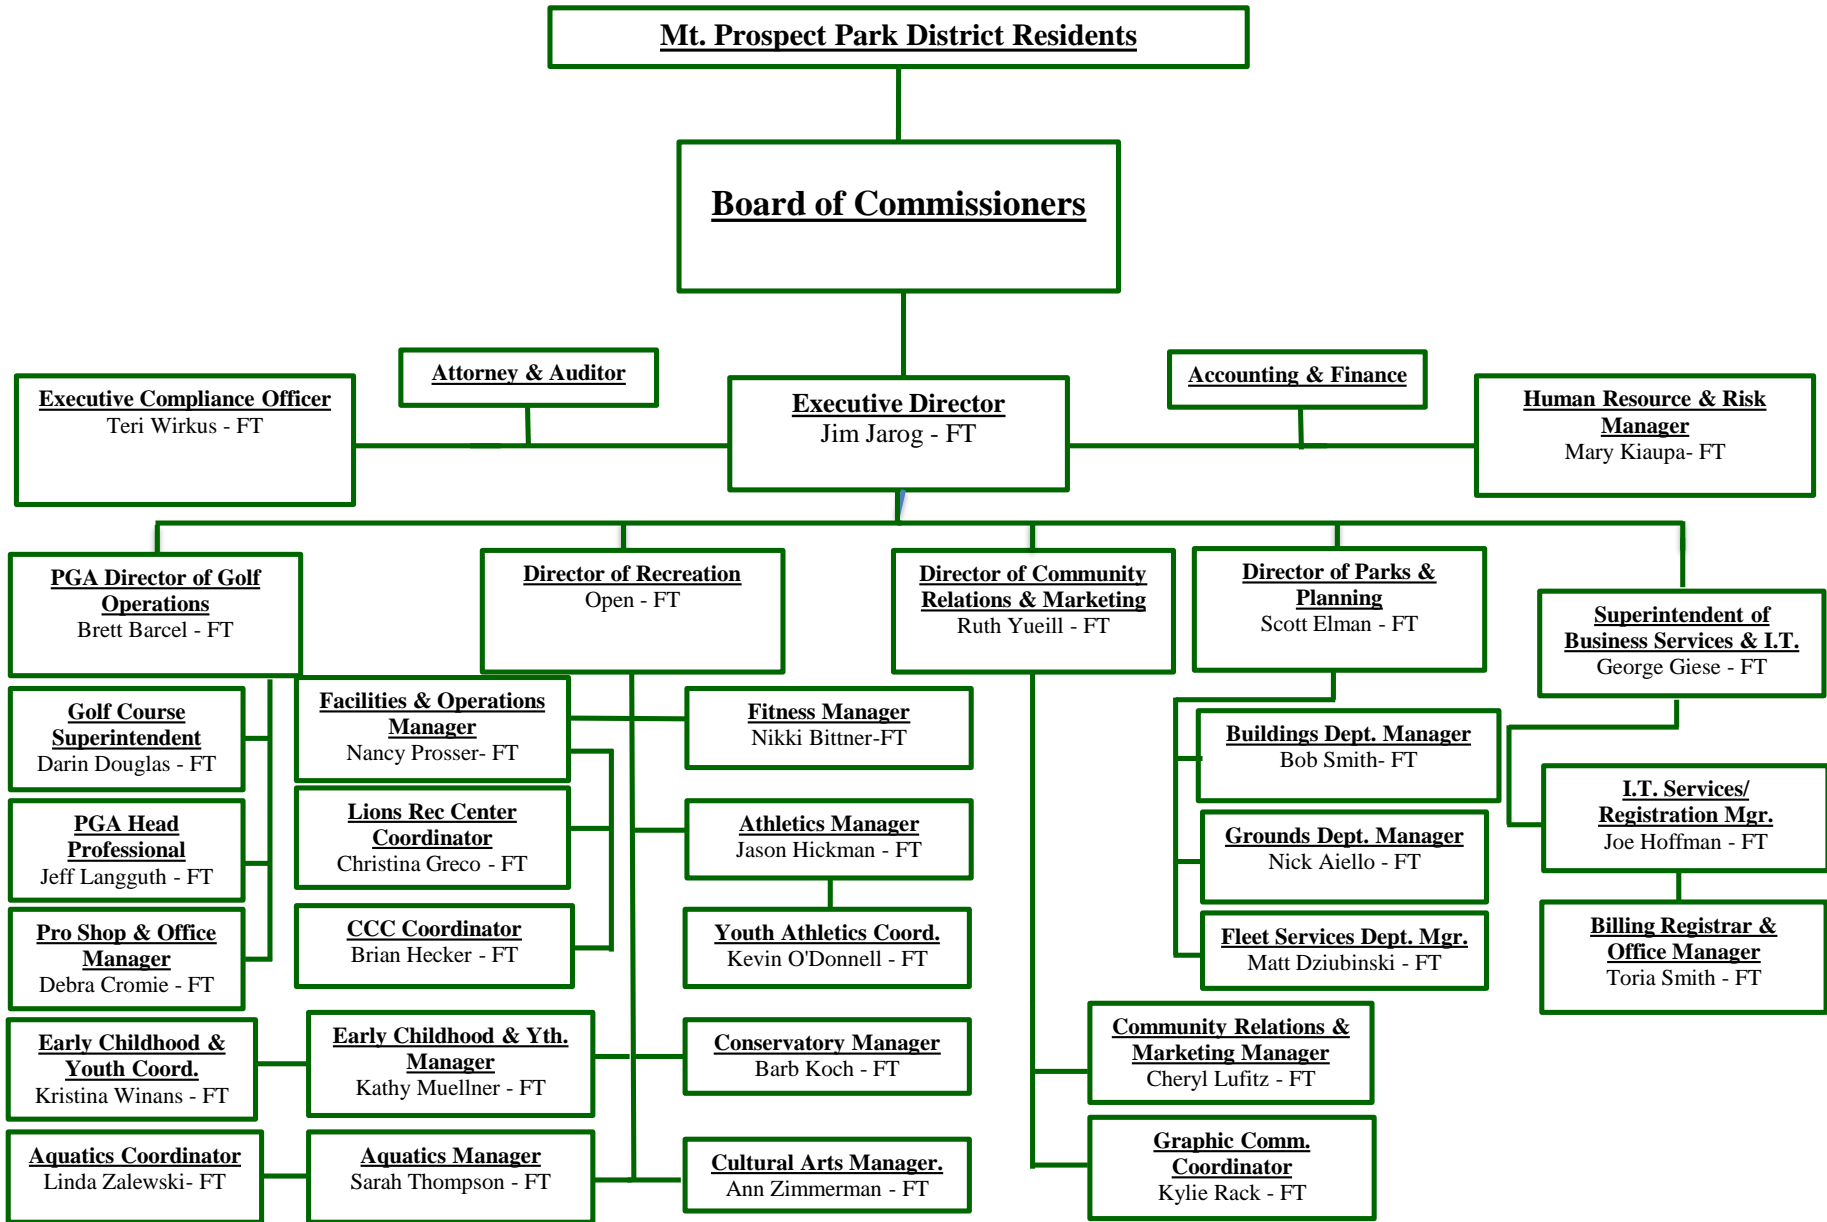 Mt. Prospect Park District Residents
Board of Commissioners
Attorney & Auditor
Accounting & Finance
Executive Compliance Officer
Teri Wirkus - FT
Executive Director
Jim Jarog - FT
Human Resource & Risk
Manager
Mary Kiaupa- FT
PGA Director of Golf
Operations
Brett Barcel - FT
Director of Recreation
Open - FT
Director of Community
Relations & Marketing
Ruth Yueill - FT
Director of Parks &
Planning
Scott Elman - FT
Superintendent of
Business Services & I.T.
George Giese - FT
Golf Course
Superintendent
Darin Douglas - FT
Facilities & Operations
Manager
Nancy Prosser- FT
Fitness Manager
Nikki Bittner-FT
Buildings Dept. Manager
Bob Smith- FT
I.T. Services/
Registration Mgr.
Joe Hoffman - FT
PGA Head
Professional
Jeff Langguth - FT
Lions Rec Center
Coordinator
Christina Greco - FT
Athletics Manager
Jason Hickman - FT
Grounds Dept. Manager
Nick Aiello - FT
Pro Shop & Office
Manager
Debra Cromie - FT
CCC Coordinator
Brian Hecker - FT
Youth Athletics Coord.
Kevin O'Donnell - FT
Fleet Services Dept. Mgr.
Matt Dziubinski - FT
Billing Registrar &
Office Manager
Toria Smith - FT
Early Childhood &
Youth Coord.
Kristina Winans - FT
Early Childhood & Yth.
Manager
Kathy Muellner - FT
Conservatory Manager
Barb Koch - FT
Community Relations &
Marketing Manager
Cheryl Lufitz - FT
Aquatics Coordinator
Linda Zalewski- FT
Aquatics Manager
Sarah Thompson - FT
Cultural Arts Manager.
Ann Zimmerman - FT
Graphic Comm.
Coordinator
Kylie Rack - FT